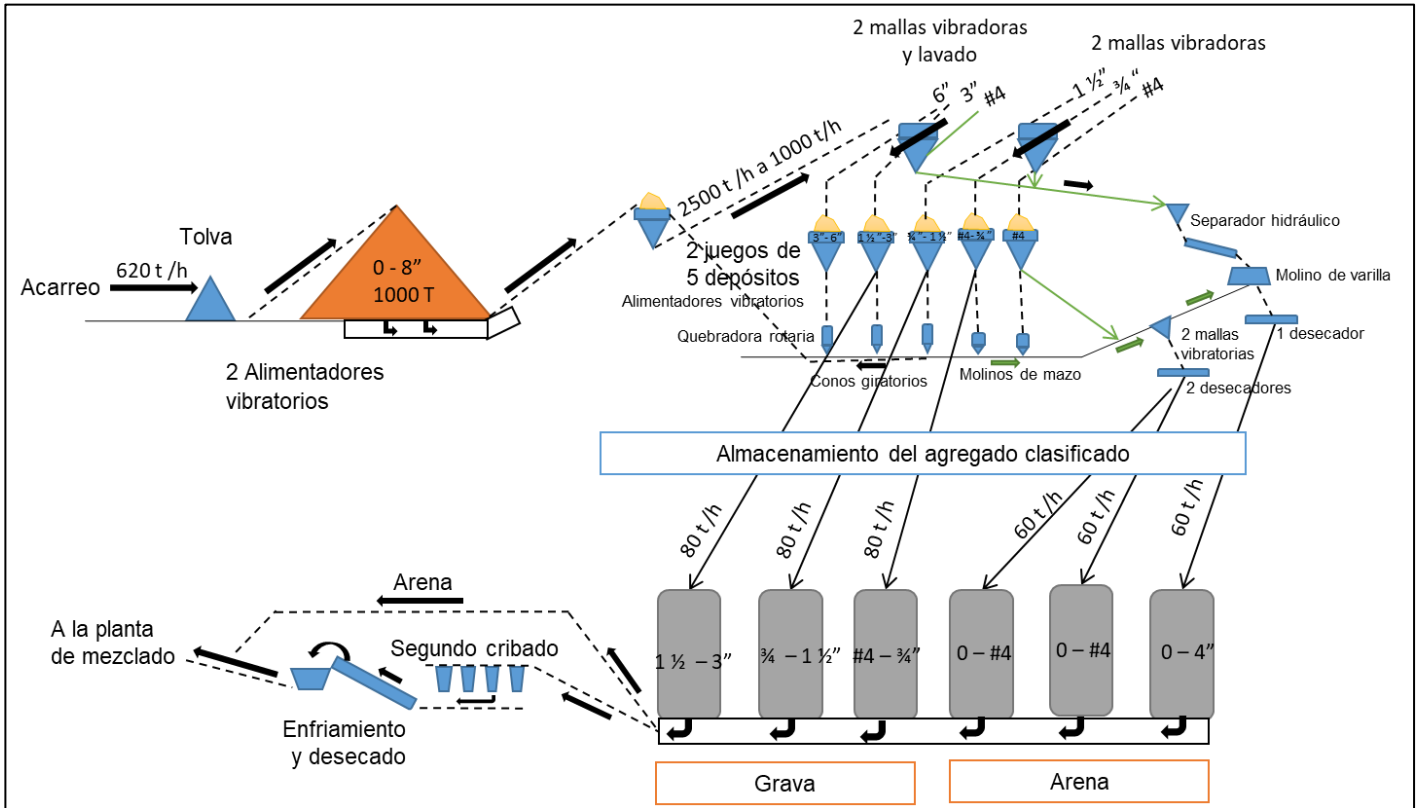 2 mallas vibradoras
y lavado
2 mallas vibradoras
6”
3”
#4
1 ½”
¾ “
#4
2500 t /h a 1000 t/h
Tolva
620 t /h
Acarreo
0 - 8”
1000 T
2 Alimentadores
vibratorios
3”-6”
1 ½ ”-3”
¾ ”- 1 ½”
#4-¾”
#4
2 juegos de
5 depósitos
Alimentadores vibratorios
Quebradora rotaria
Conos giratorios
Molinos de mazo
Separador hidráulico
Molino de varilla
1 desecador
2 mallas
vibratorias
2 desecadores
Almacenamiento del agregado clasificado
80 t /h
80 t /h
80 t /h
60 t /h
60 t /h
60 t /h
1 ½ – 3”
¾ – 1 ½”
#4 – ¾”
0 – #4
0 – #4
0 – 4”
Arena
A la planta
de mezclado
Segundo cribado
Enfriamiento
y desecado
Grava
Arena